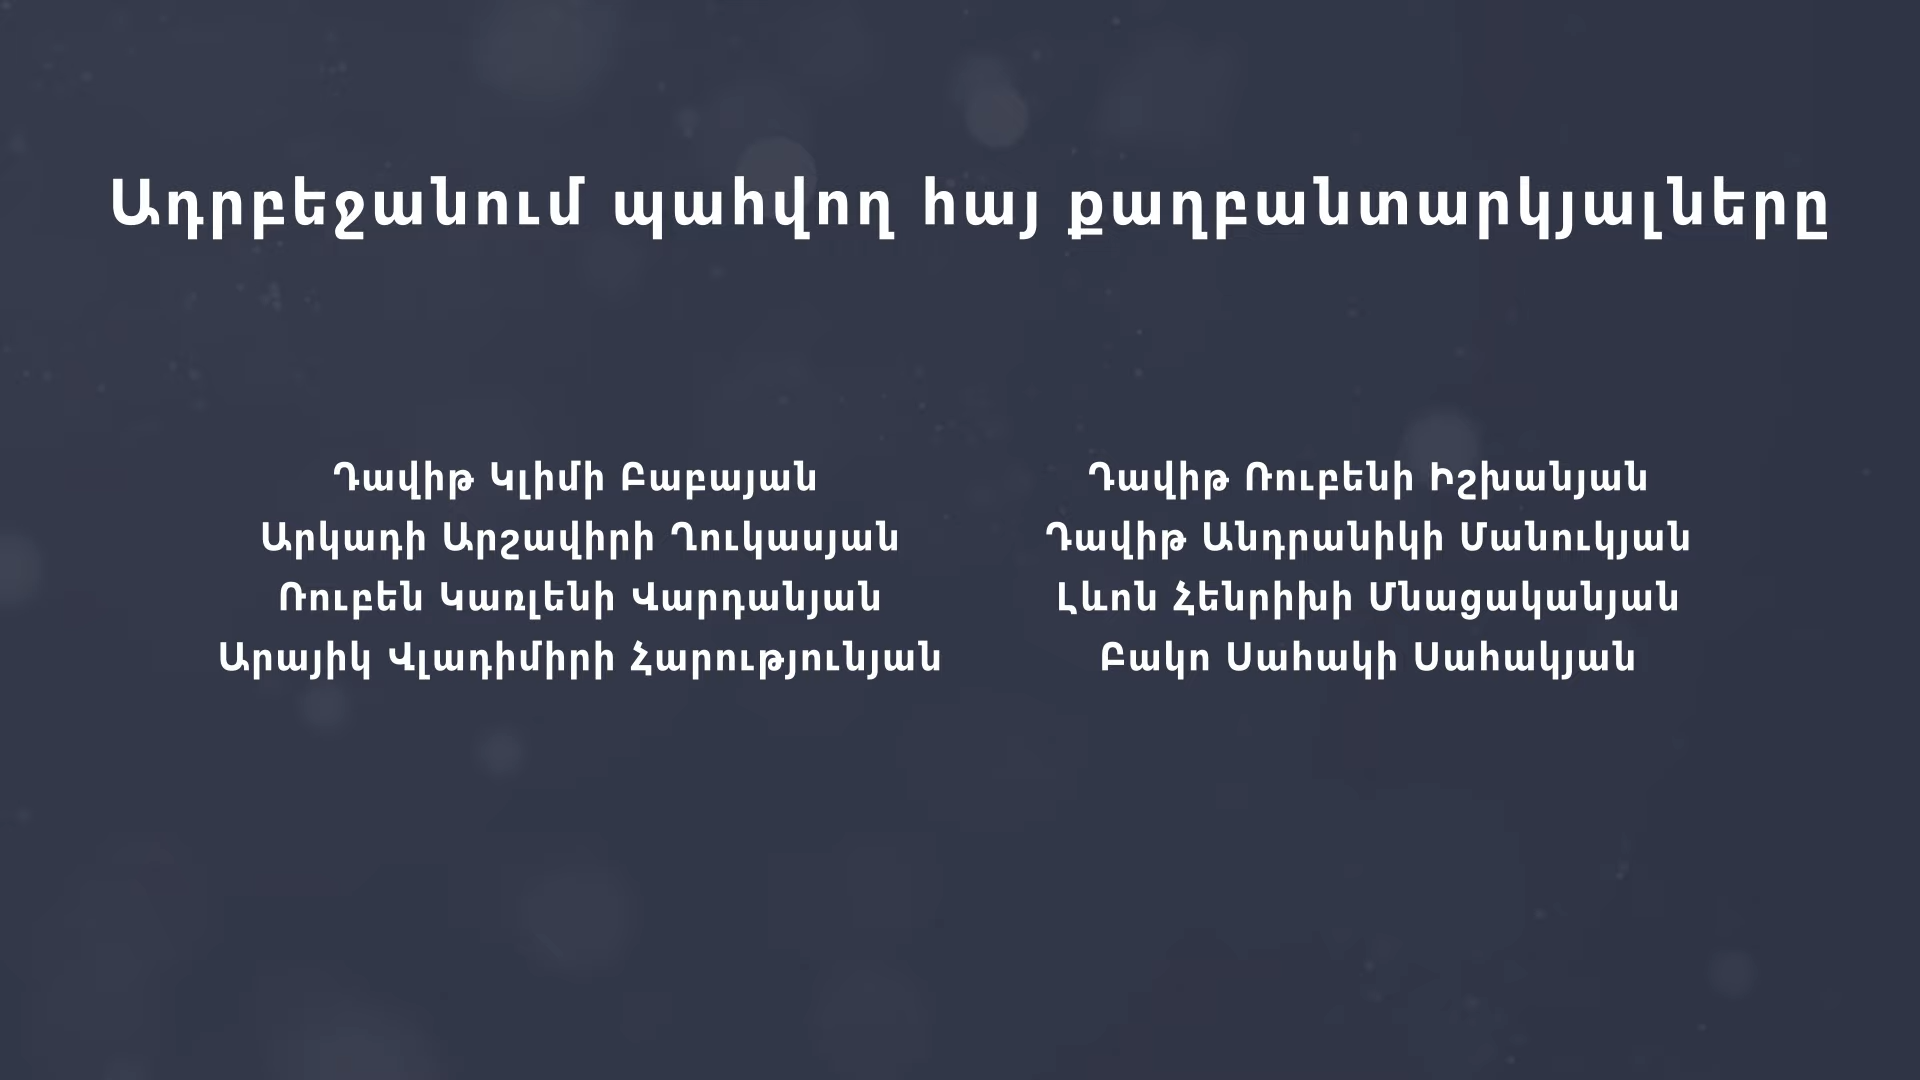 Ադրբեջանում պահվող հայ քաղբանտարկյալները
Դավիթ Կլիմի Բաբայան
Արկադի Արշավիրի Ղուկասյան
Ռուբեն Կառլենի Վարդանյան
Արայիկ Վլադիմիրի Հարությունյան
Դավիթ Ռուբենի Իշխանյան
Դավիթ Անդրանիկի Մանուկյան
Լևոն Հենրիխի Մնացականյան
Բակո Սահակի Սահակյան